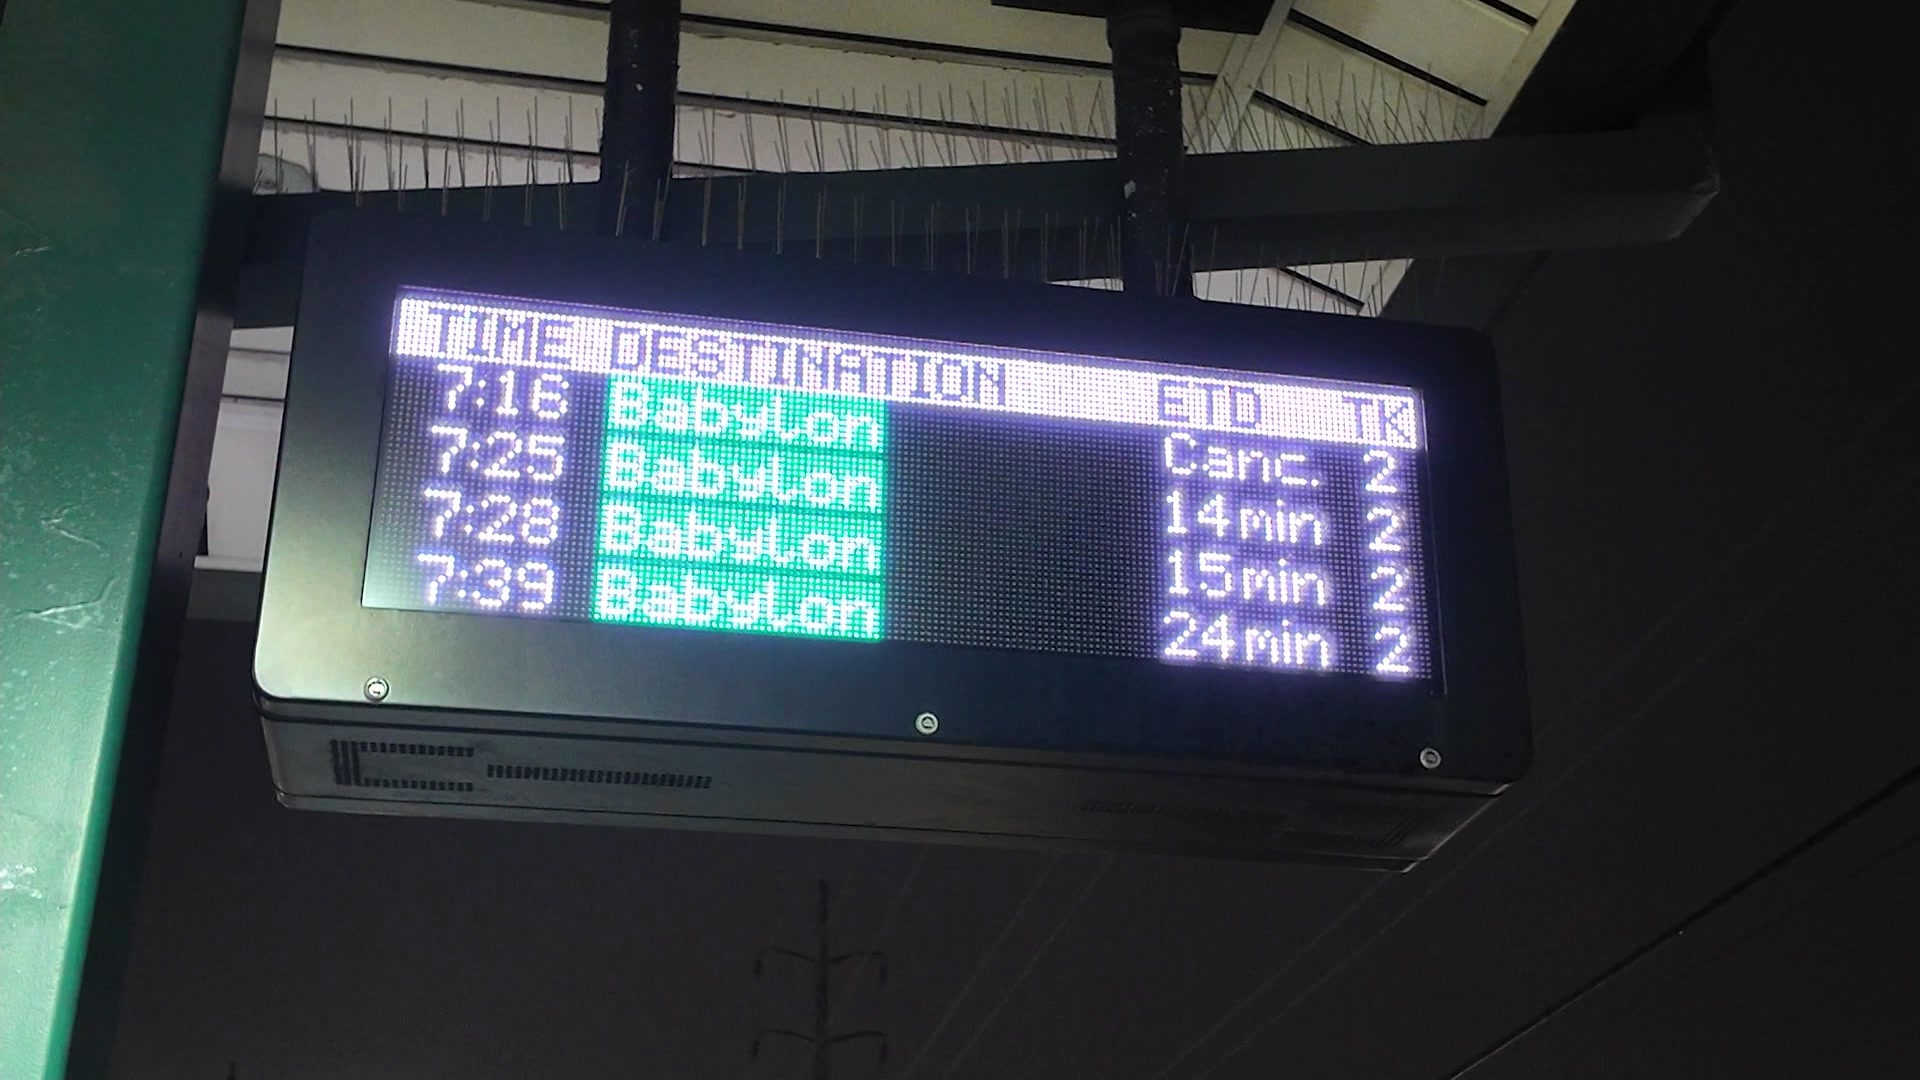 TIME DESTINATION ETD TK
7:16 Babylon Canc. 2
7:25 Babylon 14min 2
7:28 Babylon 15min 2
7:39 Babylon 24min 2